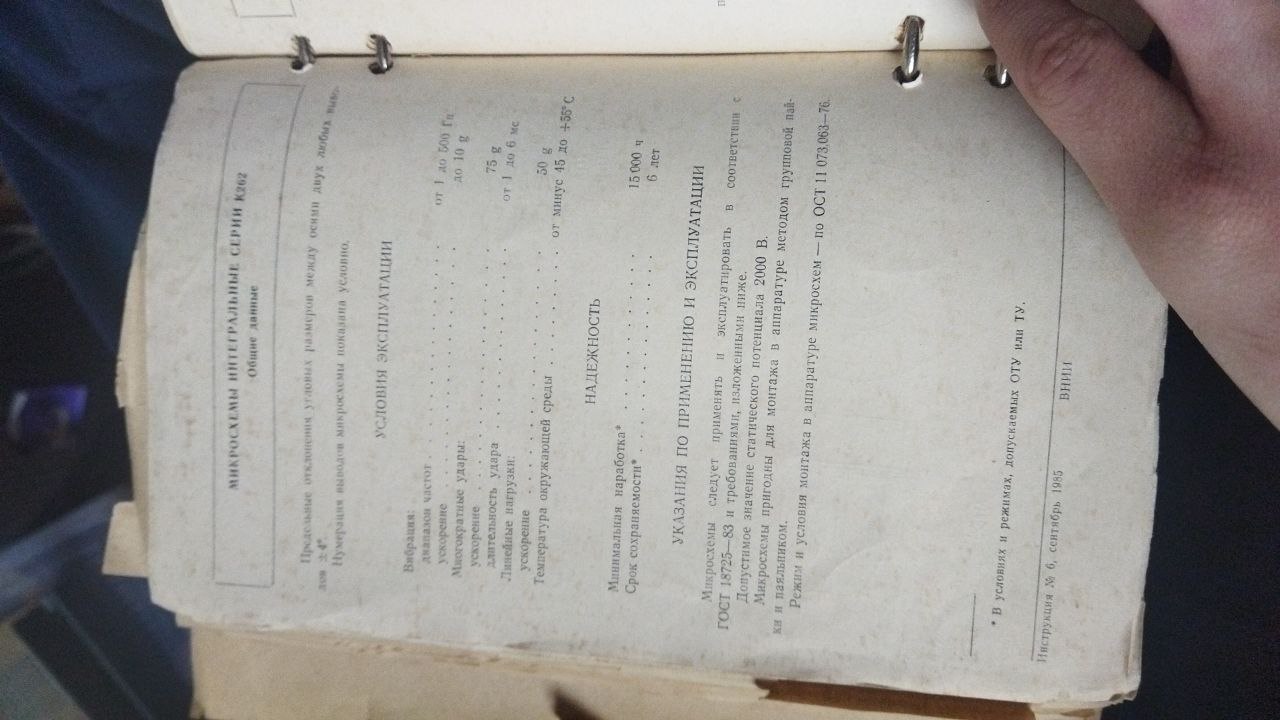 МИКРОСХЕМЫ ИНТЕГРАЛЬНЫЕ СЕРИИ К262
Общие данные
Предельные отклонения угловых размеров между осями двух любых выво-
дов ±4°.
Нумерация выводов микросхемы показана условно.
УСЛОВИЯ ЭКСПЛУАТАЦИИ
Вибрация:
диапазон частот . . . . . . . . . . . . от 1 до 500 Гц
ускорение . . . . . . . . . . . . . . . до 10 g
Многократные удары:
ускорение . . . . . . . . . . . . . . . 75 g
длительность удара . . . . . . . . . . от 1 до 6 мс
Линейные нагрузки:
ускорение . . . . . . . . . . . . . . . 50 g
Температура окружающей среды . . . . . . от минус 45 до +55°С
НАДЕЖНОСТЬ
Минимальная наработка* . . . . . . . . . 15 000 ч
Срок сохраняемости* . . . . . . . . . . . 6 лет
УКАЗАНИЯ ПО ПРИМЕНЕНИЮ И ЭКСПЛУАТАЦИИ
Микросхемы следует применять и эксплуатировать в соответствии с
ГОСТ 18725—83 и требованиями, изложенными ниже.
Допустимое значение статического потенциала 2000 В.
Микросхемы пригодны для монтажа в аппаратуре методом групповой пай-
ки и паяльником.
Режим и условия монтажа в аппаратуре микросхем — по ОСТ 11 073.063—76.
* В условиях и режимах, допускаемых ОТУ или ТУ.
Инструкция № 6, сентябрь 1985 ВНИИ